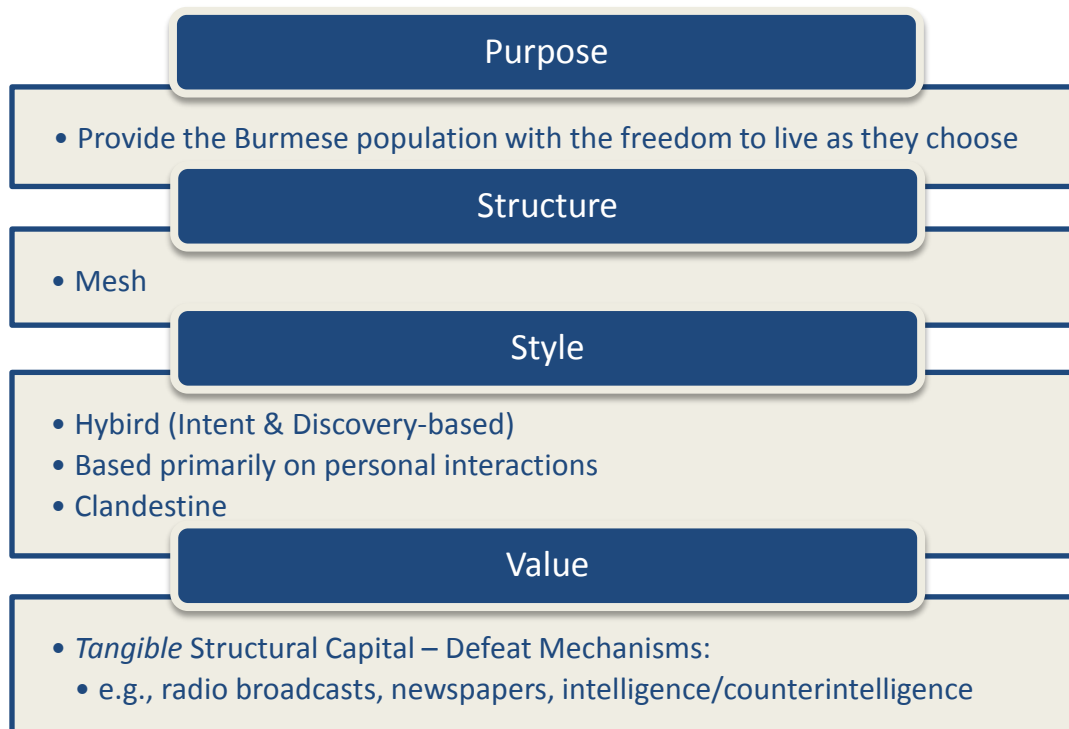 Purpose
• Provide the Burmese population with the freedom to live as they choose
Structure
• Mesh
Style
• Hybird (Intent & Discovery-based)
• Based primarily on personal interactions
• Clandestine
Value
• Tangible Structural Capital – Defeat Mechanisms:
• e.g., radio broadcasts, newspapers, intelligence/counterintelligence